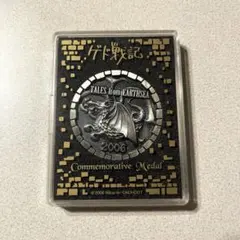 ゲド戦記
TALES from EARTHSEA
2006
Commemorative Medal